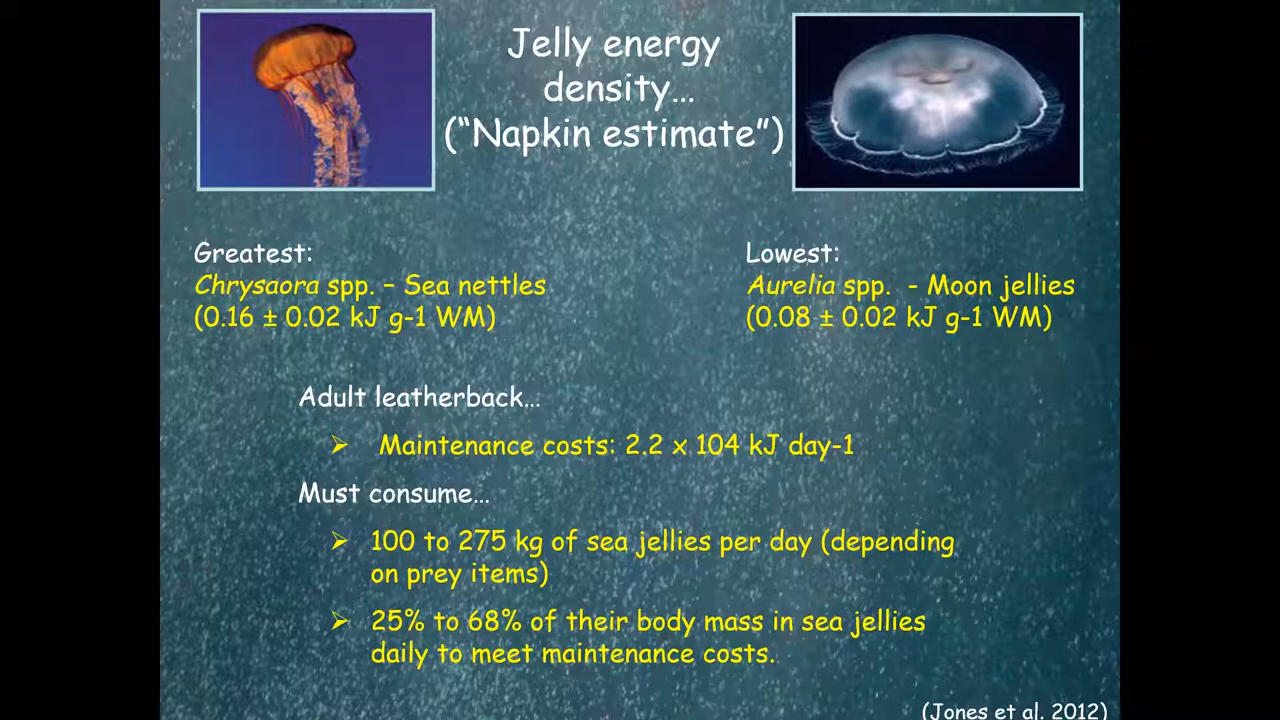 Jelly energy
density…
(“Napkin estimate”)
Greatest:
Chrysaora spp. – Sea nettles
(0.16 ± 0.02 kJ g-1 WM)
Lowest:
Aurelia spp. - Moon jellies
(0.08 ± 0.02 kJ g-1 WM)
Adult leatherback…
➢ Maintenance costs: 2.2 x 104 kJ day-1
Must consume…
➢ 100 to 275 kg of sea jellies per day (depending
on prey items)
➢ 25% to 68% of their body mass in sea jellies
daily to meet maintenance costs.
(Jones et al. 2012)